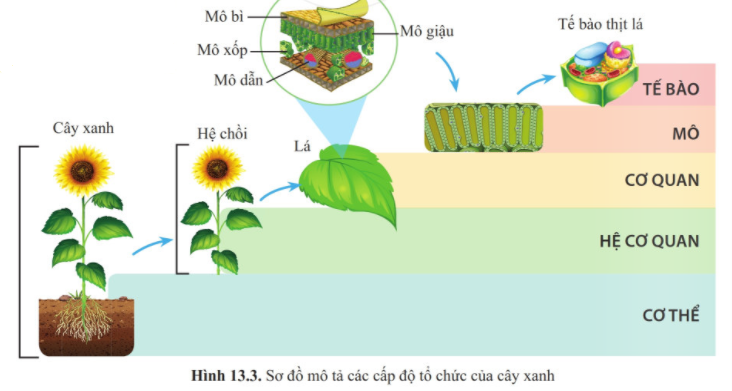 Mô bì
Mô xốp
Mô dẫn
Mô giậu
Tế bào thịt lá
TẾ BÀO
MÔ
Cây xanh
Hệ chồi
Lá
CƠ QUAN
HỆ CƠ QUAN
CƠ THỂ
Hình 13.3. Sơ đồ mô tả các cấp độ tổ chức của cây xanh